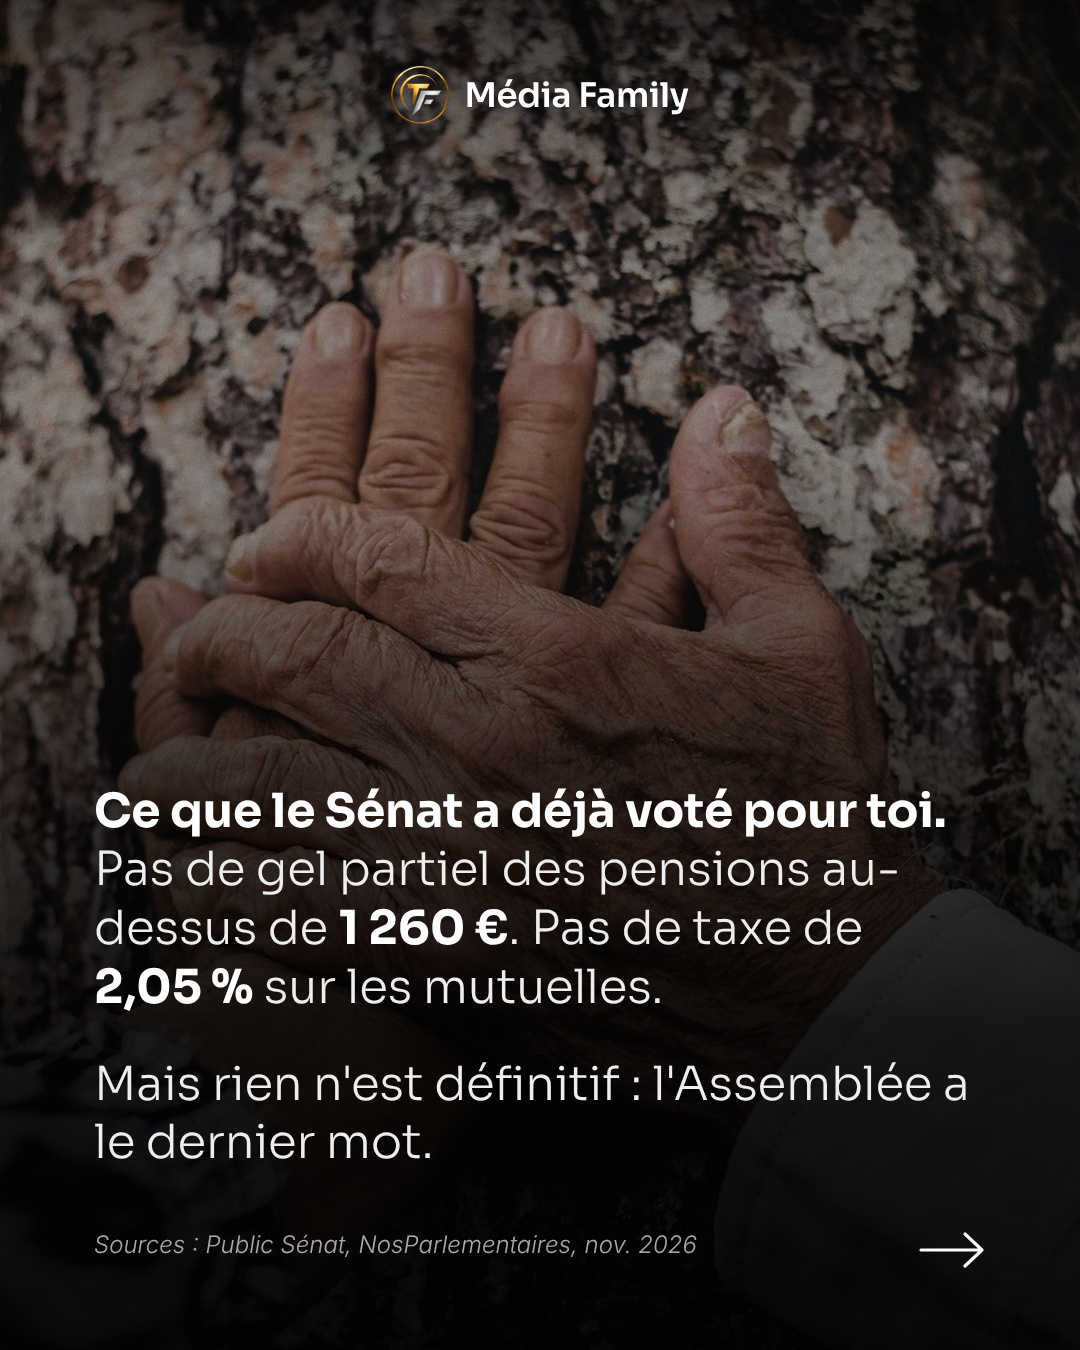 TF
Média Family
Ce que le Sénat a déjà voté pour toi.
Pas de gel partiel des pensions au-
dessus de 1 260 €. Pas de taxe de
2,05 % sur les mutuelles.
Mais rien n'est définitif : l'Assemblée a
le dernier mot.
Sources : Public Sénat, NosParlementaires, nov. 2026